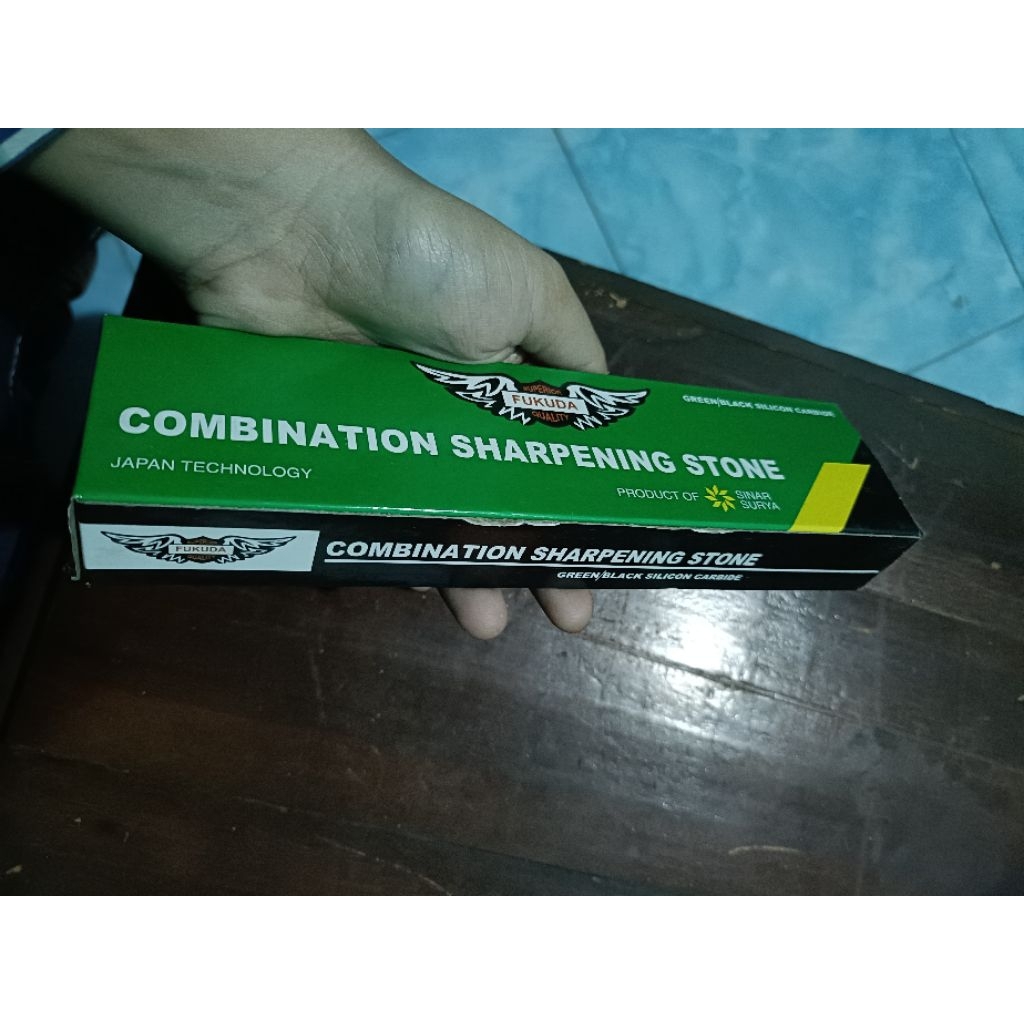 SUPERIOR
FUKUDA
QUALITY
GREEN/BLACK SILICON CARBIDE
COMBINATION SHARPENING STONE
JAPAN TECHNOLOGY
PRODUCT OF SINAR
SURYA
FUKUDA
QUALITY
COMBINATION SHARPENING STONE
GREEN/BLACK SILICON CARBIDE